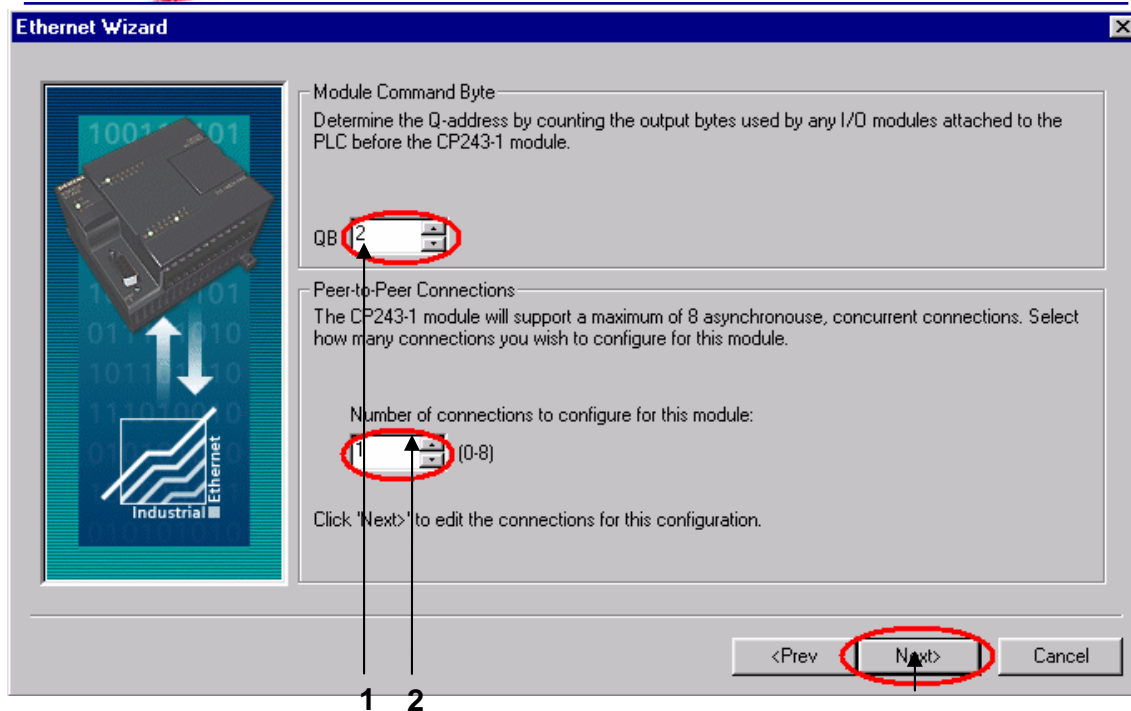 Ethernet Wizard
Module Command Byte
Determine the Q-address by counting the output bytes used by any I/O modules attached to the
PLC before the CP243-1 module.
QB 2
Peer-to-Peer Connections
The CP243-1 module will support a maximum of 8 asynchronouse, concurrent connections. Select
how many connections you wish to configure for this module.
Number of connections to configure for this module:
1 (0-8)
Click 'Next>' to edit the connections for this configuration.
Industrial
Ethernet
<Prev
Next>
Cancel
1 2